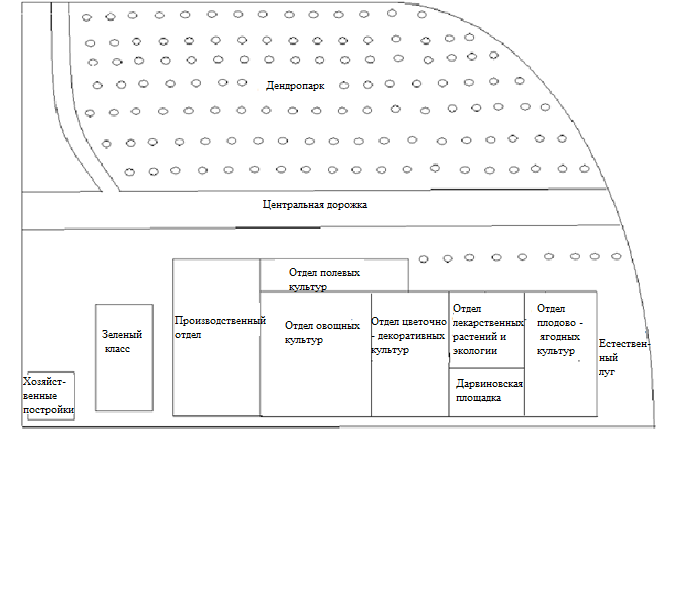 Дендропарк
Центральная дорожка
Отдел полевых
культур
Производственный
отдел
Отдел овощных
культур
Отдел цветочно
- декоративных
культур
Отдел
лекарственных
растений и
экологии
Отдел
плодово -
ягодных
культур
Дарвиновская
площадка
Естествен-
ный
луг
Зеленый
класс
Хозяйст-
венные
постройки